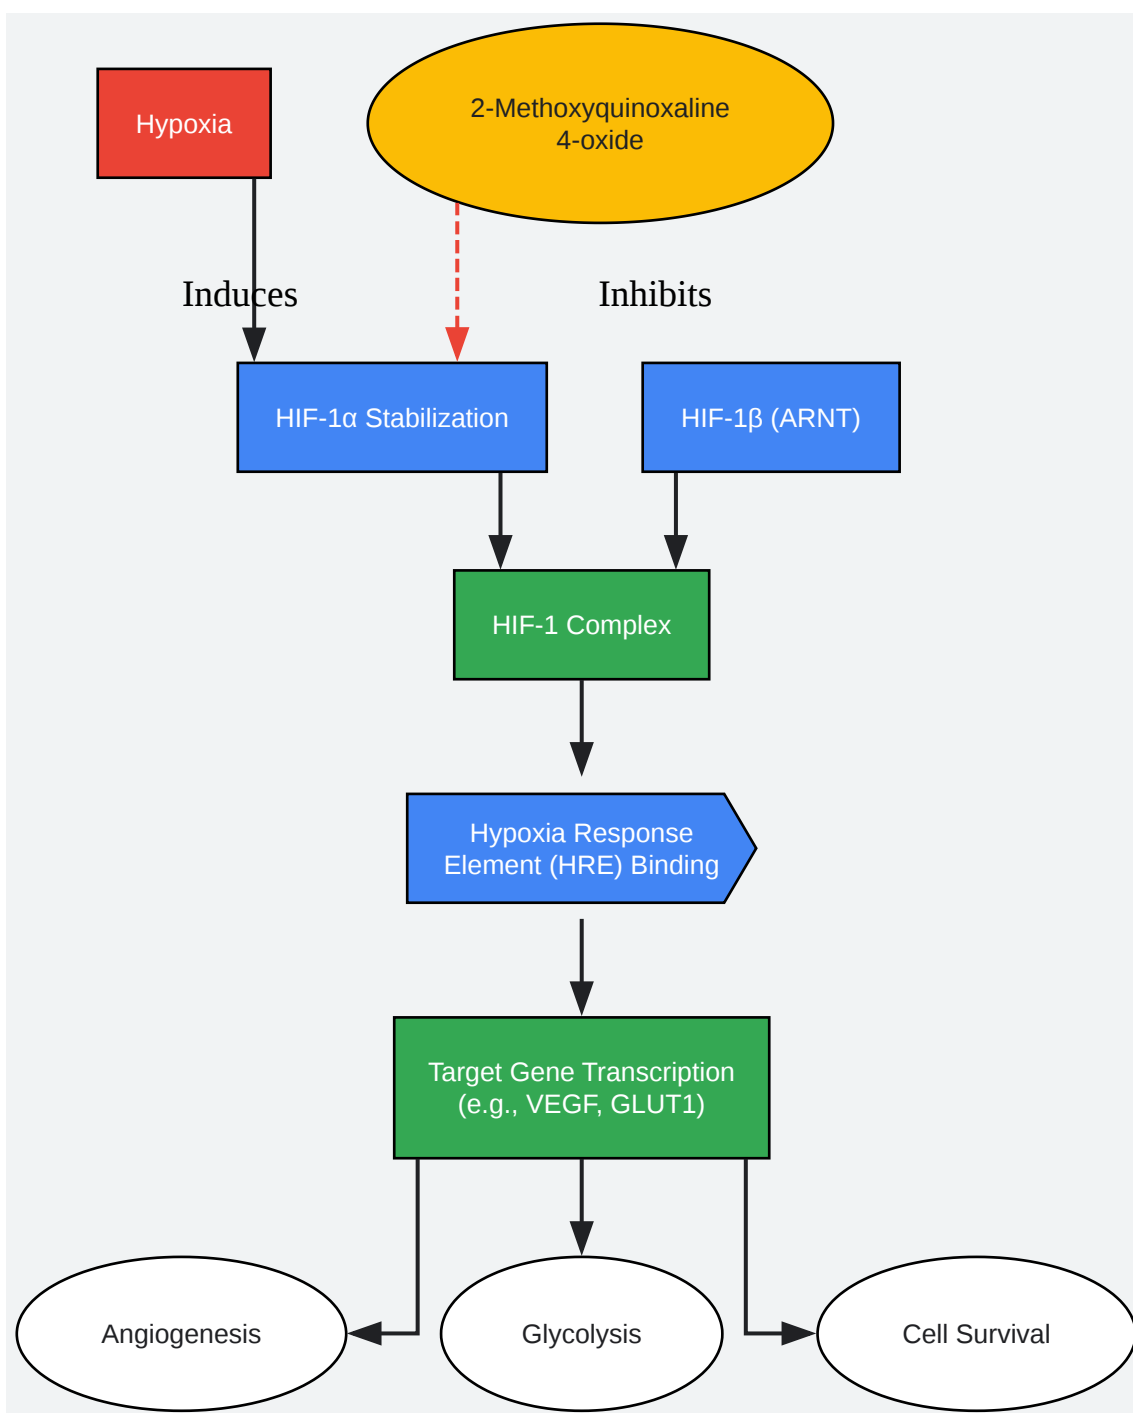 Hypoxia
2-Methoxyquinoxaline
4-oxide
Induces
Inhibits
HIF-1α Stabilization
HIF-1β (ARNT)
HIF-1 Complex
Hypoxia Response
Element (HRE) Binding
Target Gene Transcription
(e.g., VEGF, GLUT1)
Angiogenesis
Glycolysis
Cell Survival